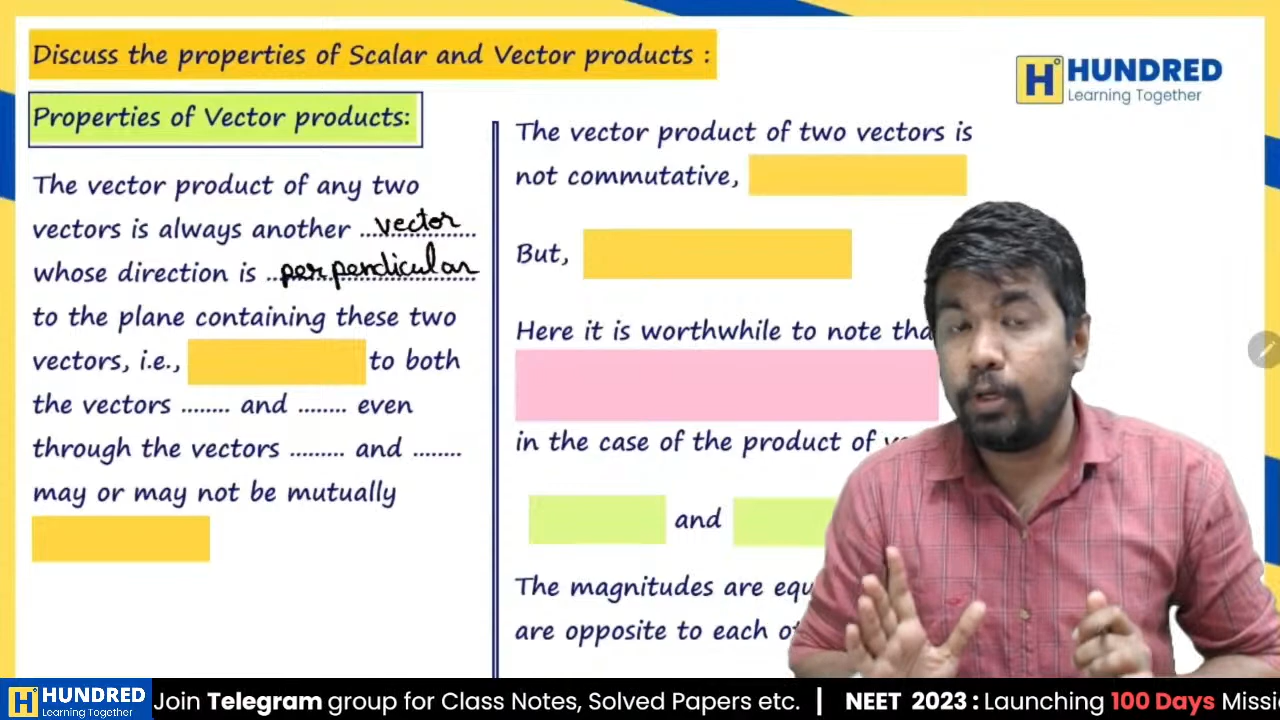 Discuss the properties of Scalar and Vector products :
HUNDRED
Learning Together
Properties of Vector products:
The vector product of any two
vectors is always another ...vector...
whose direction is ...perpendicular...
to the plane containing these two
vectors, i.e., to both
the vectors ........ and ........ even
through the vectors ......... and ........
may or may not be mutually
The vector product of two vectors is
not commutative,
But,
Here it is worthwhile to note
in the case of the product of
and
The magnitudes are
are opposite to each
H HUNDRED
Learning Together
Join Telegram group for Class Notes, Solved Papers etc. | NEET 2023 : Launching 100 Days